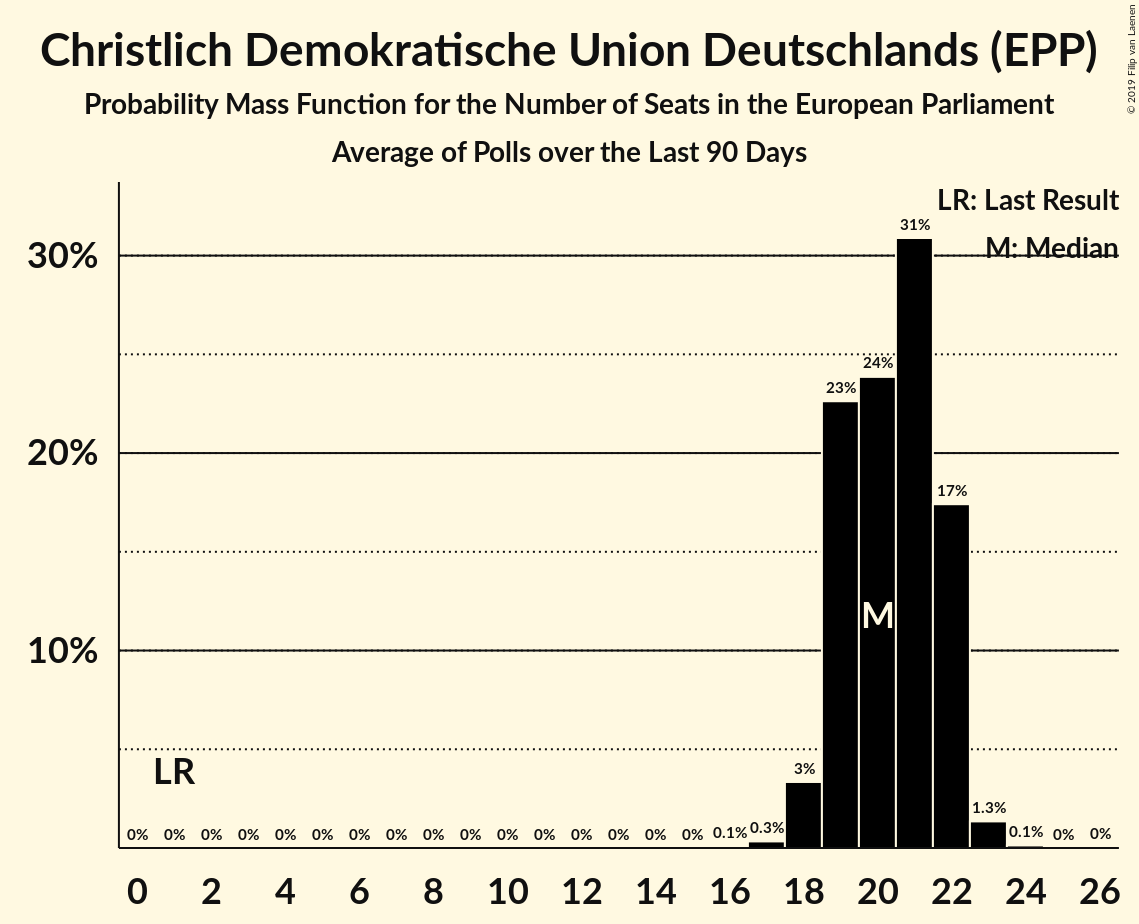 Christlich Demokratische Union Deutschlands (EPP)
Probability Mass Function for the Number of Seats in the European Parliament
Average of Polls over the Last 90 Days
© 2019 Filip van Laenen
LR: Last Result
M: Median
30%
20%
10%
31%
24%
23%
17%
M
LR
3%
1.3%
0% 0% 0% 0% 0% 0% 0% 0% 0% 0% 0% 0% 0% 0% 0% 0% 0.1% 0.3% 0.1% 0% 0%
0 2 4 6 8 10 12 14 16 18 20 22 24 26